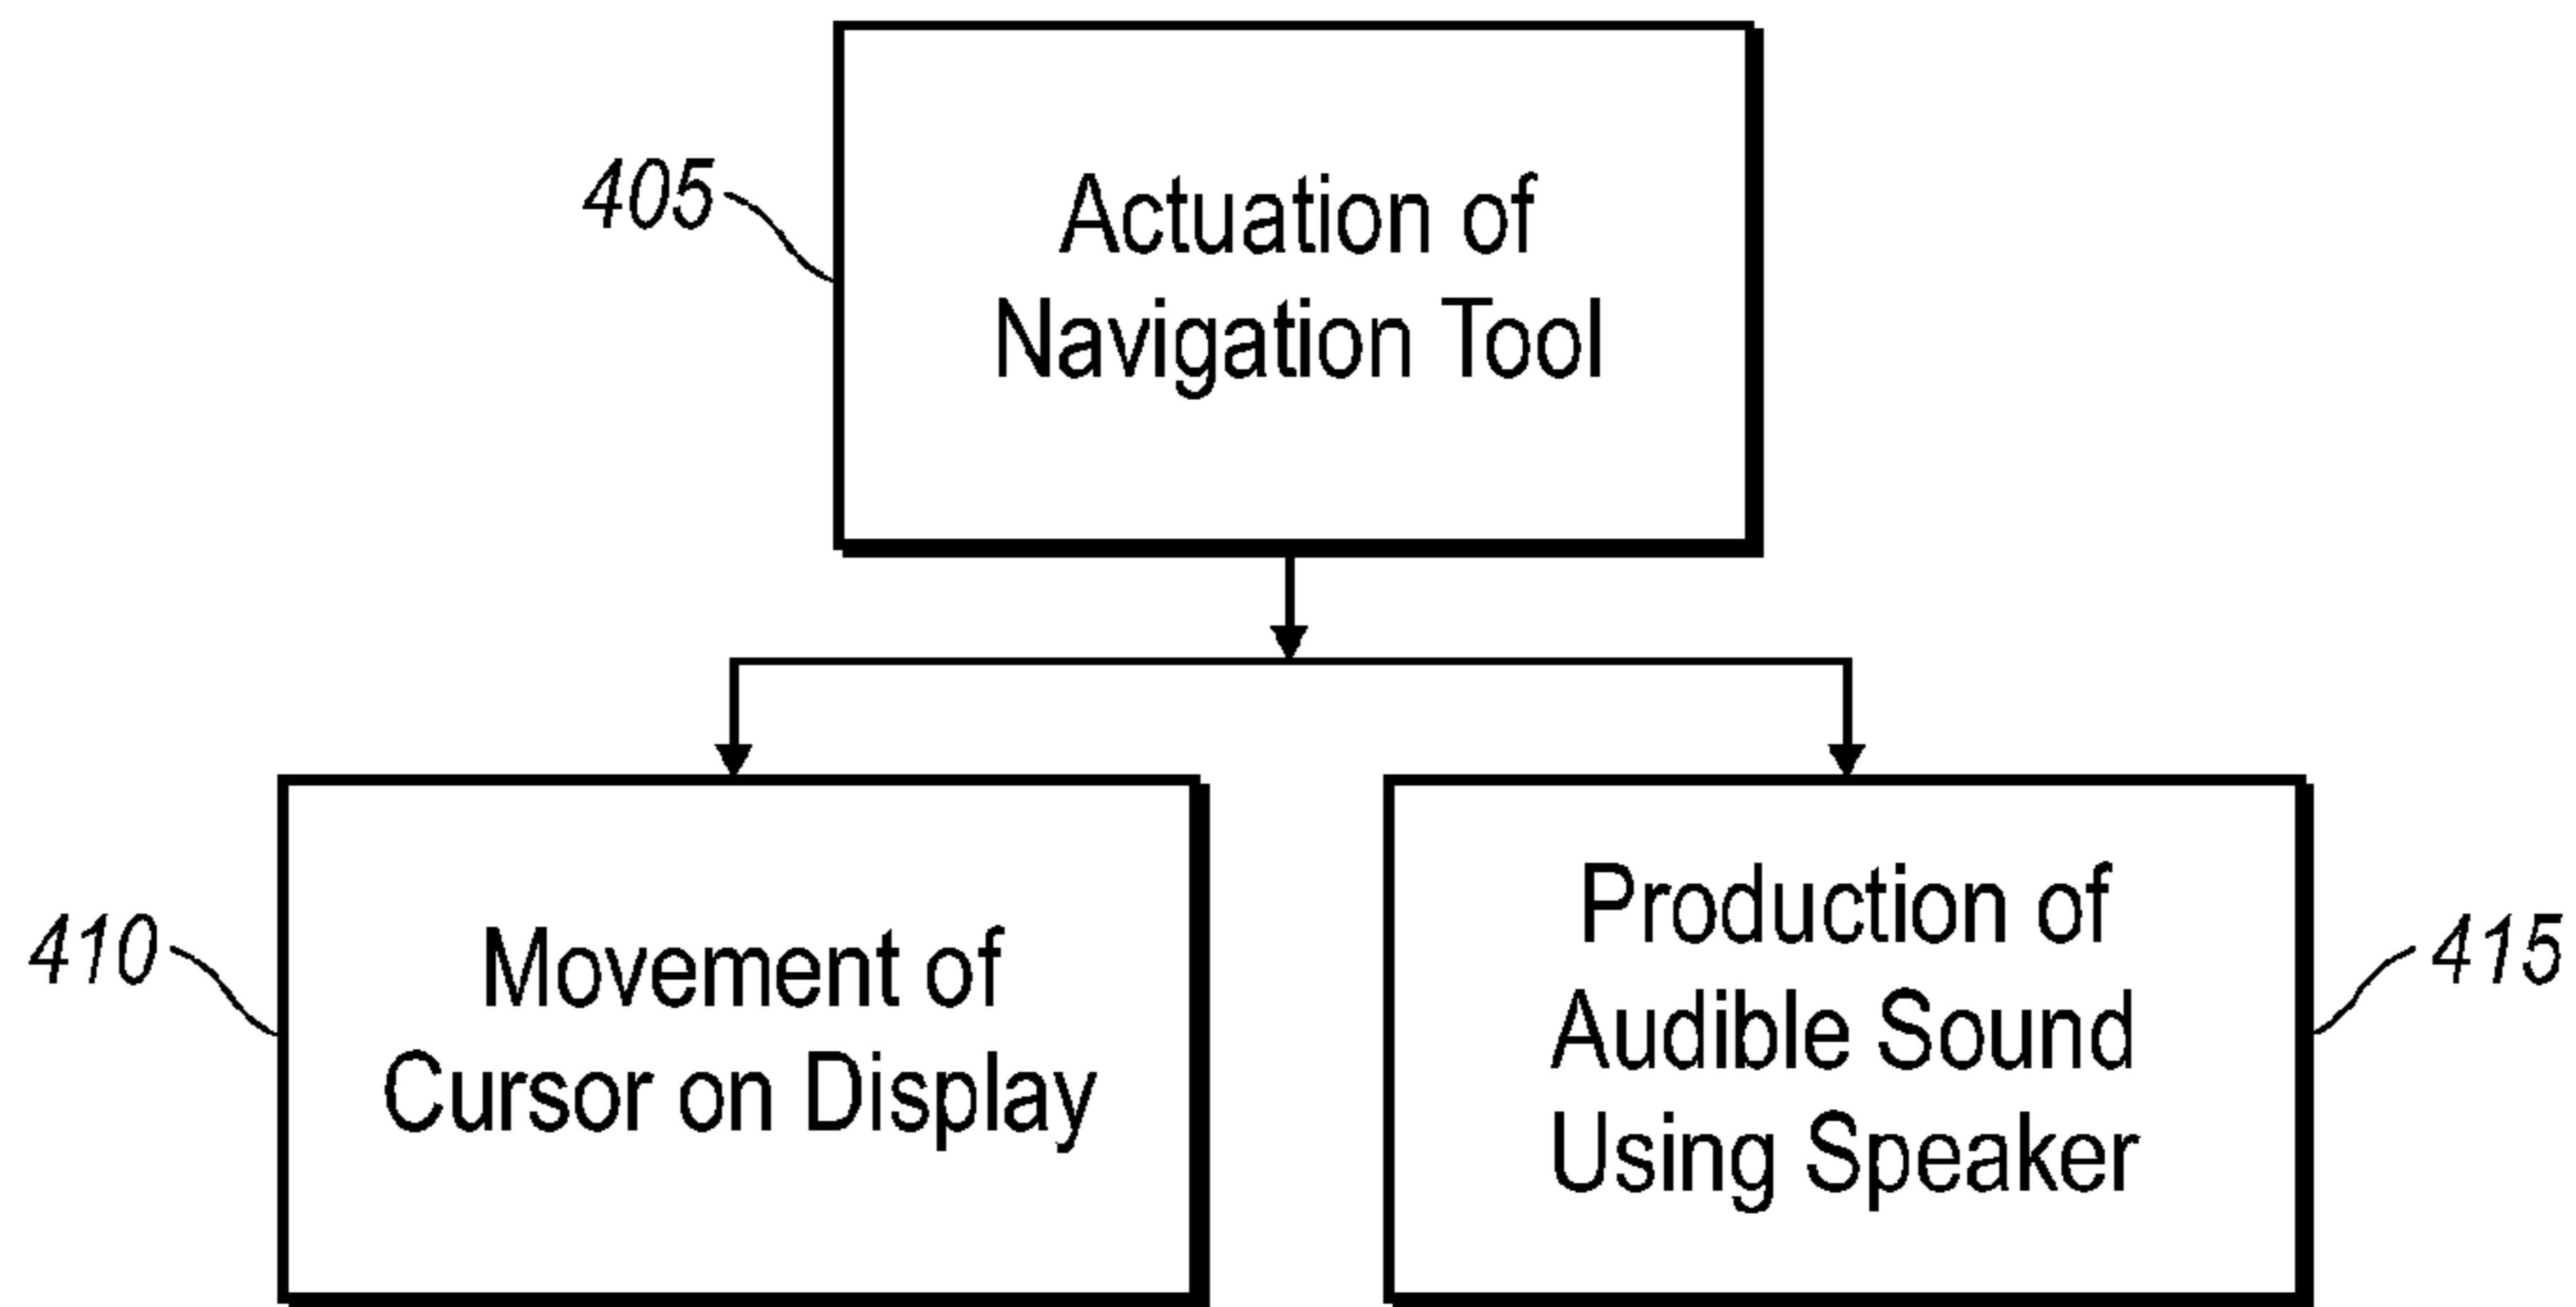 405
Actuation of
Navigation Tool
410
Movement of
Cursor on Display
Production of
Audible Sound
Using Speaker
415